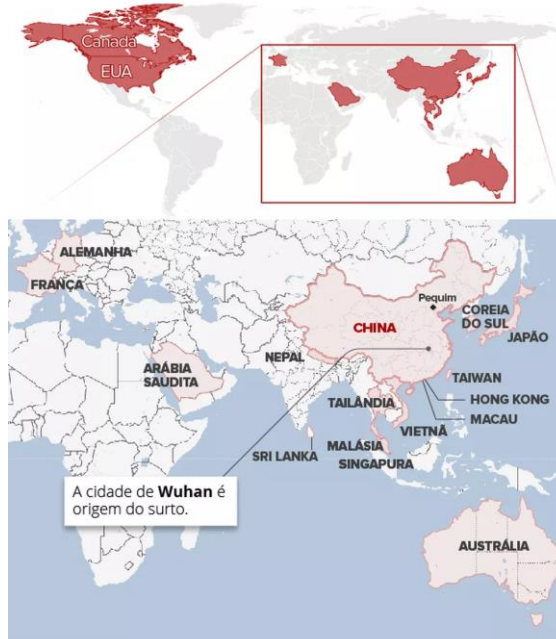 Canadá
EUA
ALEMANHA
FRANÇA
Pequim
COREIA
DO SUL
CHINA
JAPÃO
NEPAL
ARÁBIA
SAUDITA
TAIWAN
HONG KONG
TAILÂNDIA
MACAU
VIETNÃ
MALÁSIA
SRI LANKA
SINGAPURA
A cidade de Wuhan é
origem do surto.
AUSTRÁLIA